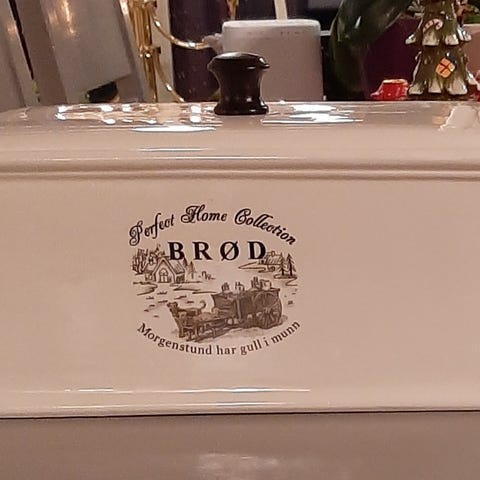 Perfect Home Collection
BRØD
Morgenstund har gull i munn